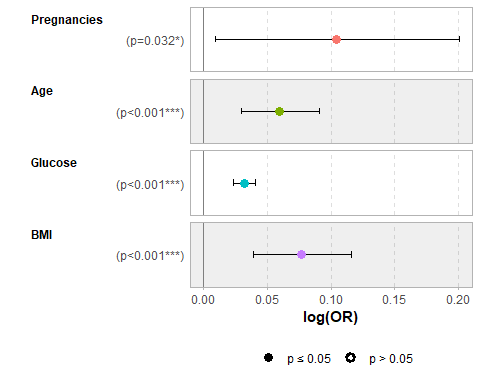 Pregnancies
(p=0.032*)
Age
(p<0.001***)
Glucose
(p<0.001***)
BMI
(p<0.001***)
0.00 0.05 0.10 0.15 0.20
log(OR)
p ≤ 0.05 p > 0.05